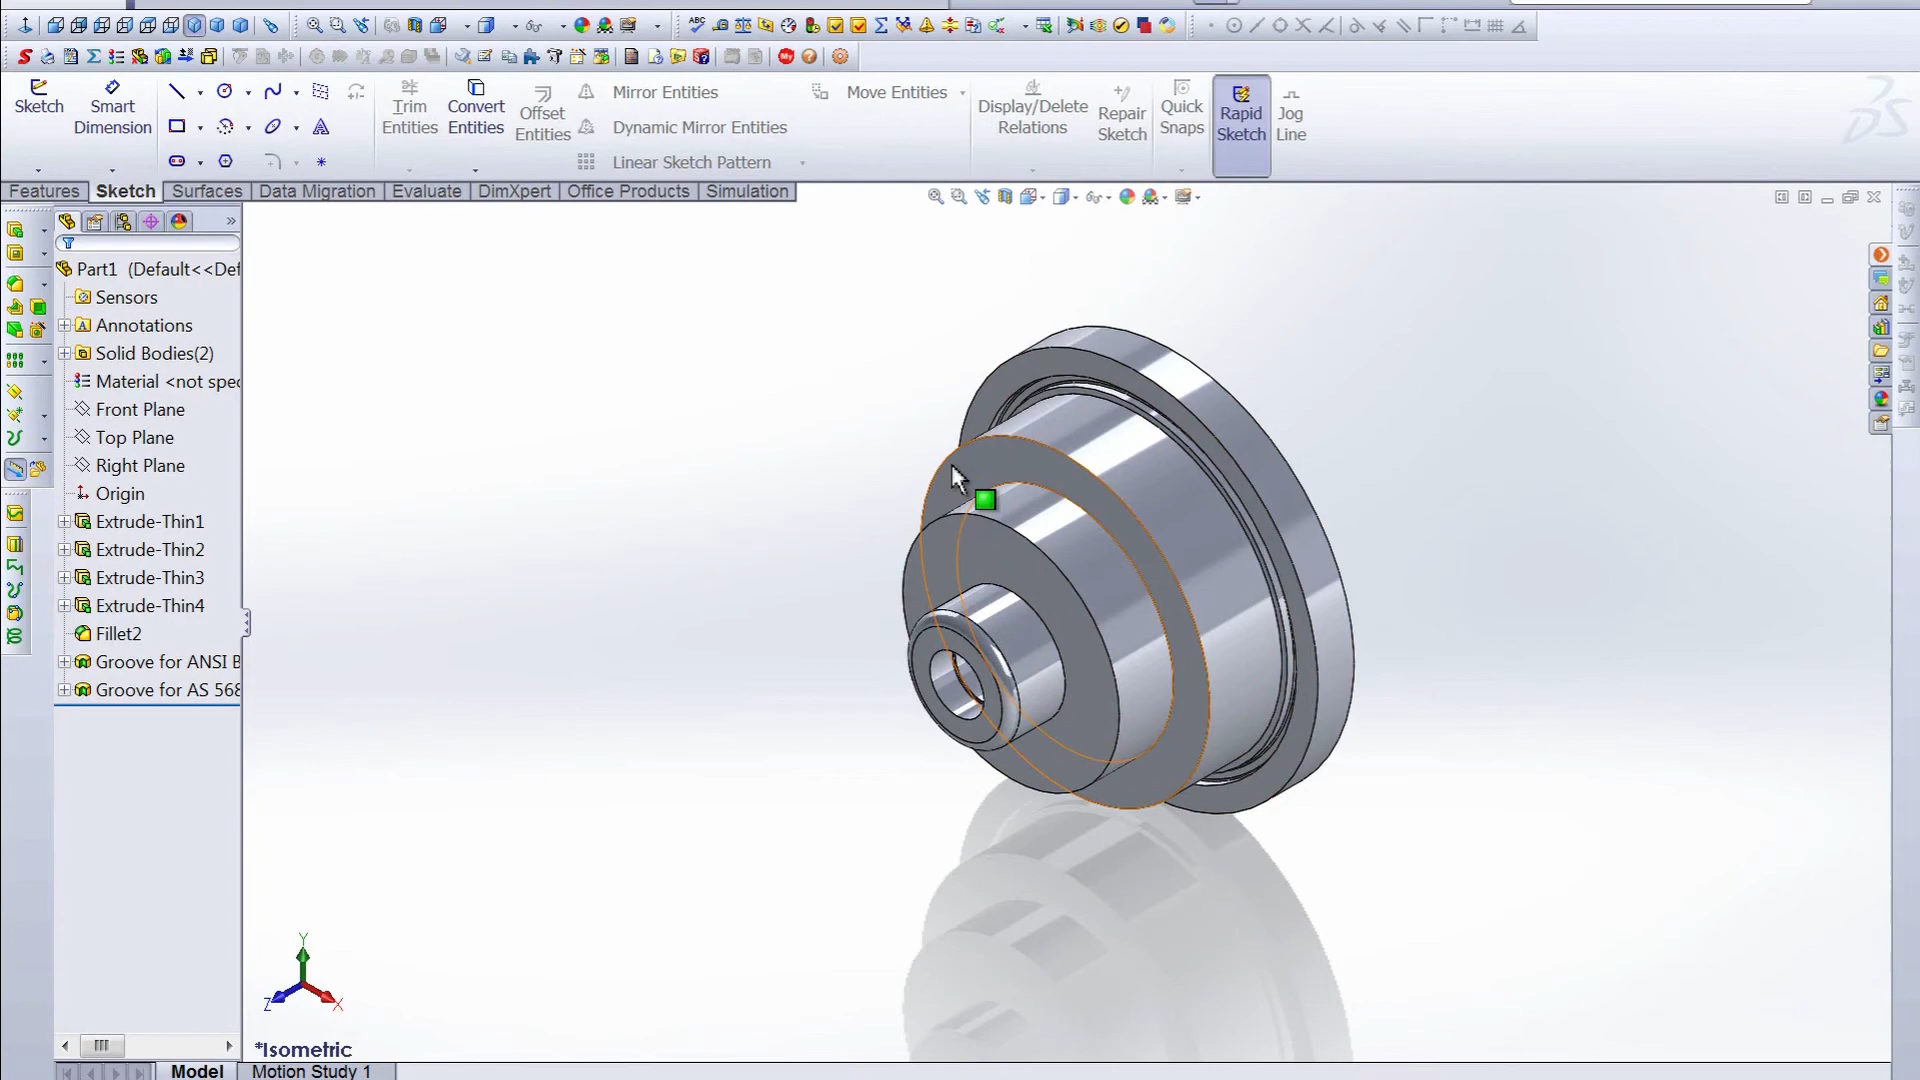 Sketch
Smart
Dimension
Trim
Entities
Convert
Entities
Offset
Entities
Mirror Entities
Dynamic Mirror Entities
Linear Sketch Pattern
Move Entities
Display/Delete
Relations
Repair
Sketch
Quick
Snaps
Rapid
Sketch
Jog
Line
Features
Sketch
Surfaces
Data Migration
Evaluate
DimXpert
Office Products
Simulation
Part1 (Default<<Def
Sensors
Annotations
Solid Bodies(2)
Material <not spec
Front Plane
Top Plane
Right Plane
Origin
Extrude-Thin1
Extrude-Thin2
Extrude-Thin3
Extrude-Thin4
Fillet2
Groove for ANSI B
Groove for AS 568
Y
Z
X
*Isometric
Model
Motion Study 1